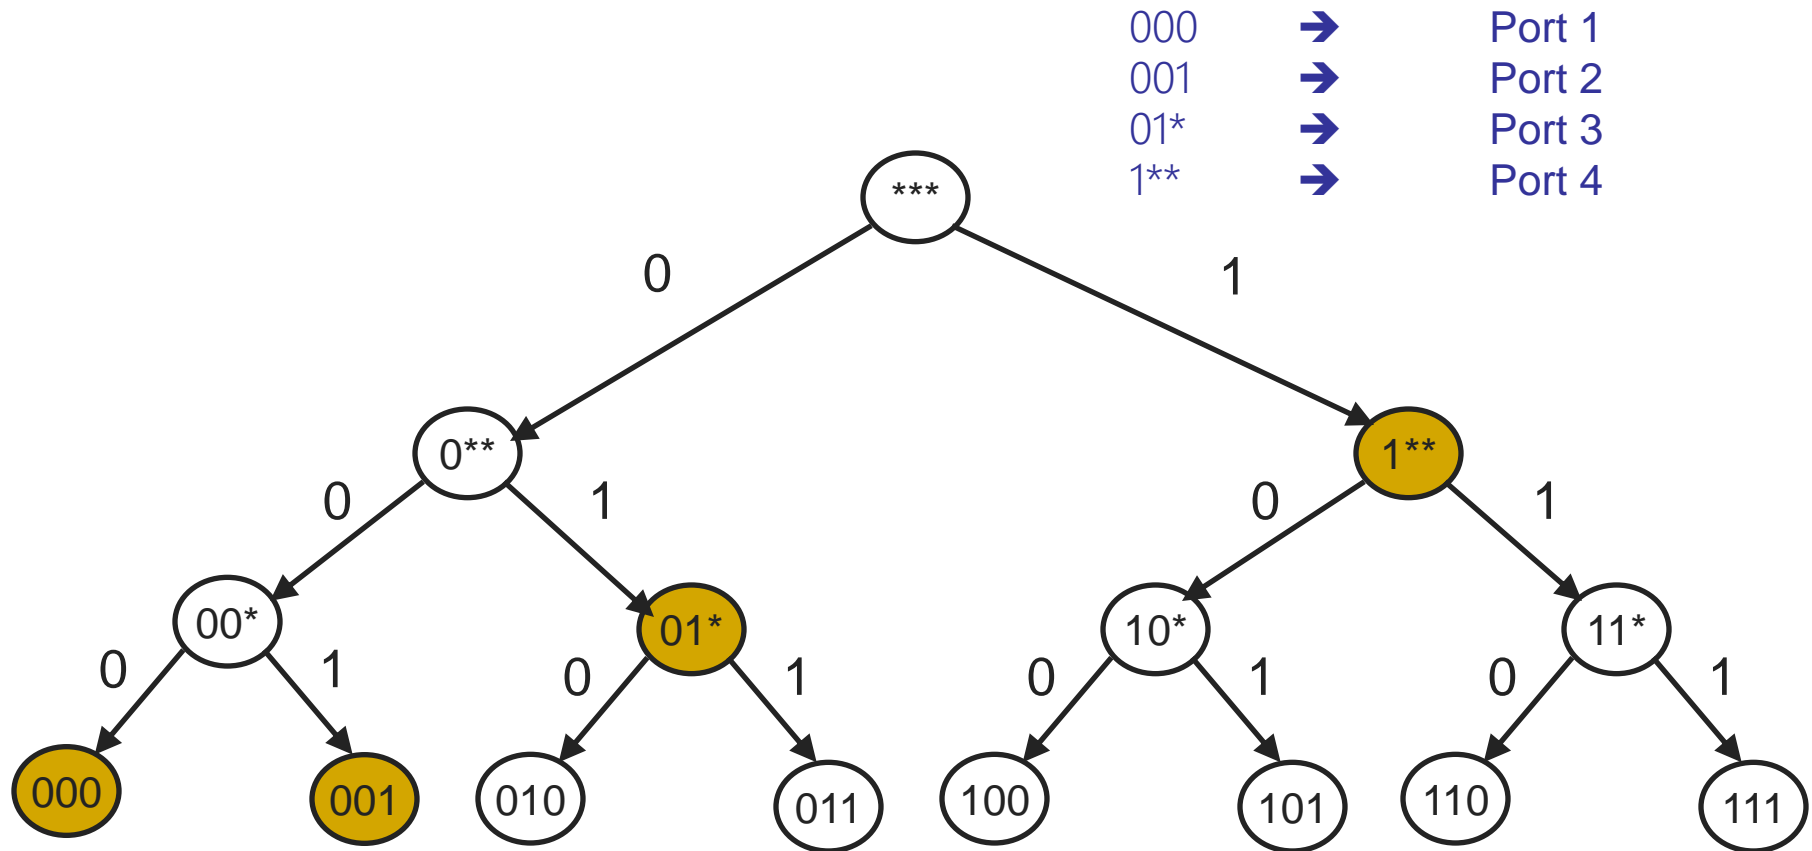 000 ➔ Port 1
001 ➔ Port 2
01* ➔ Port 3
1** ➔ Port 4
***
0 1
0** 1**
0 1 0 1
00* 01* 10* 11*
0 1 0 1 0 1 0 1
000 001 010 011 100 101 110 111